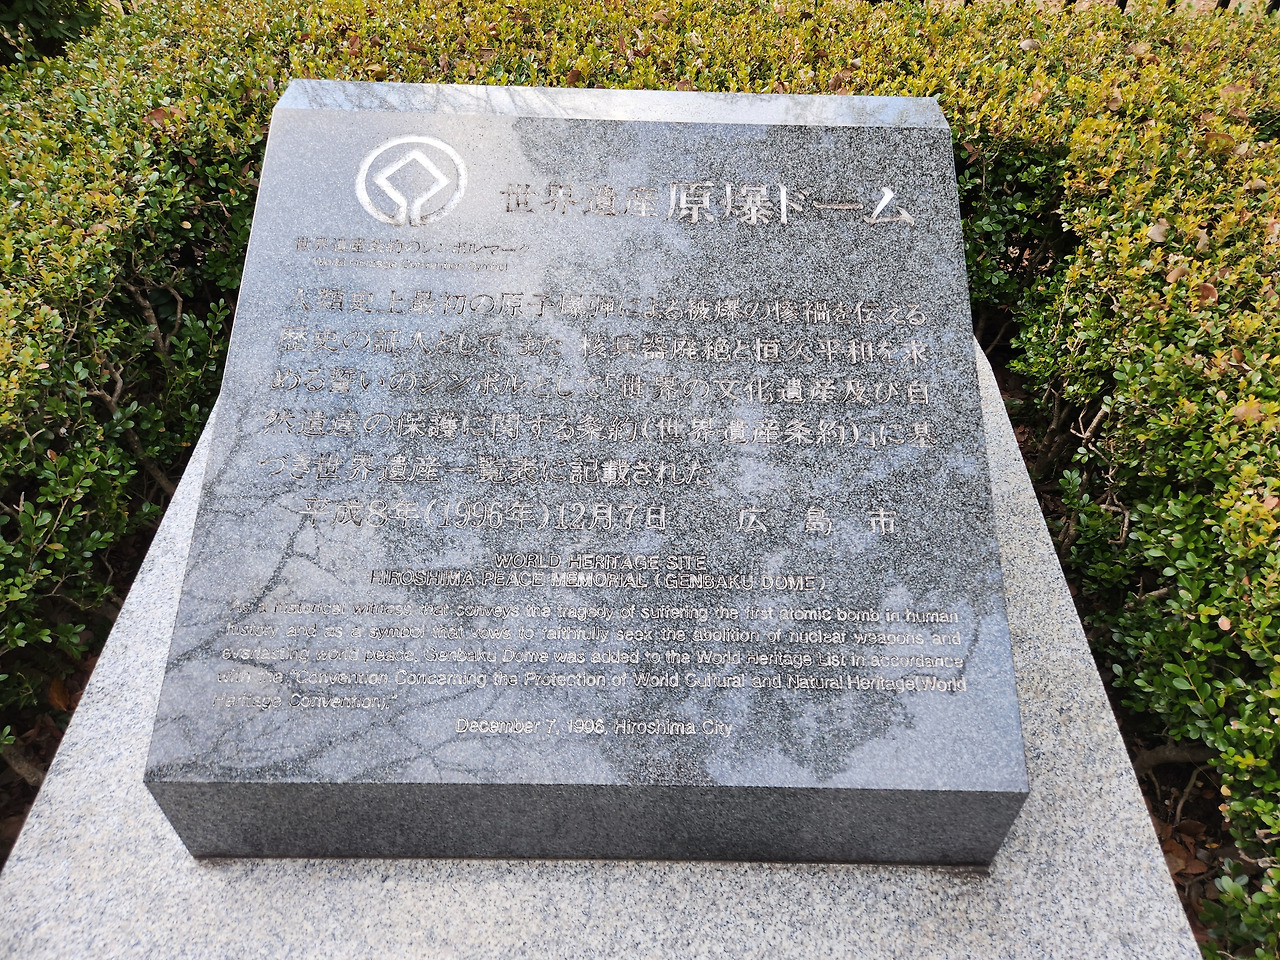 世界遺産 原爆ドーム
世界遺産条約のシンボルマーク
World Heritage Convention Symbol
人類史上最初の原子爆弾による被爆の惨禍を伝える
歴史の証人として、また、核兵器廃絶と恒久平和を求
める誓いのシンボルとして「世界の文化遺産及び自
然遺産の保護に関する条約(世界遺産条約)」に基
づき世界遺産一覧表に記載された
平成8年(1996年)12月7日 広島市
WORLD HERITAGE SITE
HIROSHIMA PEACE MEMORIAL (GENBAKU DOME)
As a historical witness that conveys the tragedy of suffering the first atomic bomb in human
history and as a symbol that vows to faithfully seek the abolition of nuclear weapons and
everlasting world peace, Genbaku Dome was added to the World Heritage List in accordance
with the "Convention Concerning the Protection of World Cultural and Natural Heritage(World
Heritage Convention)."
December 7, 1996, Hiroshima City